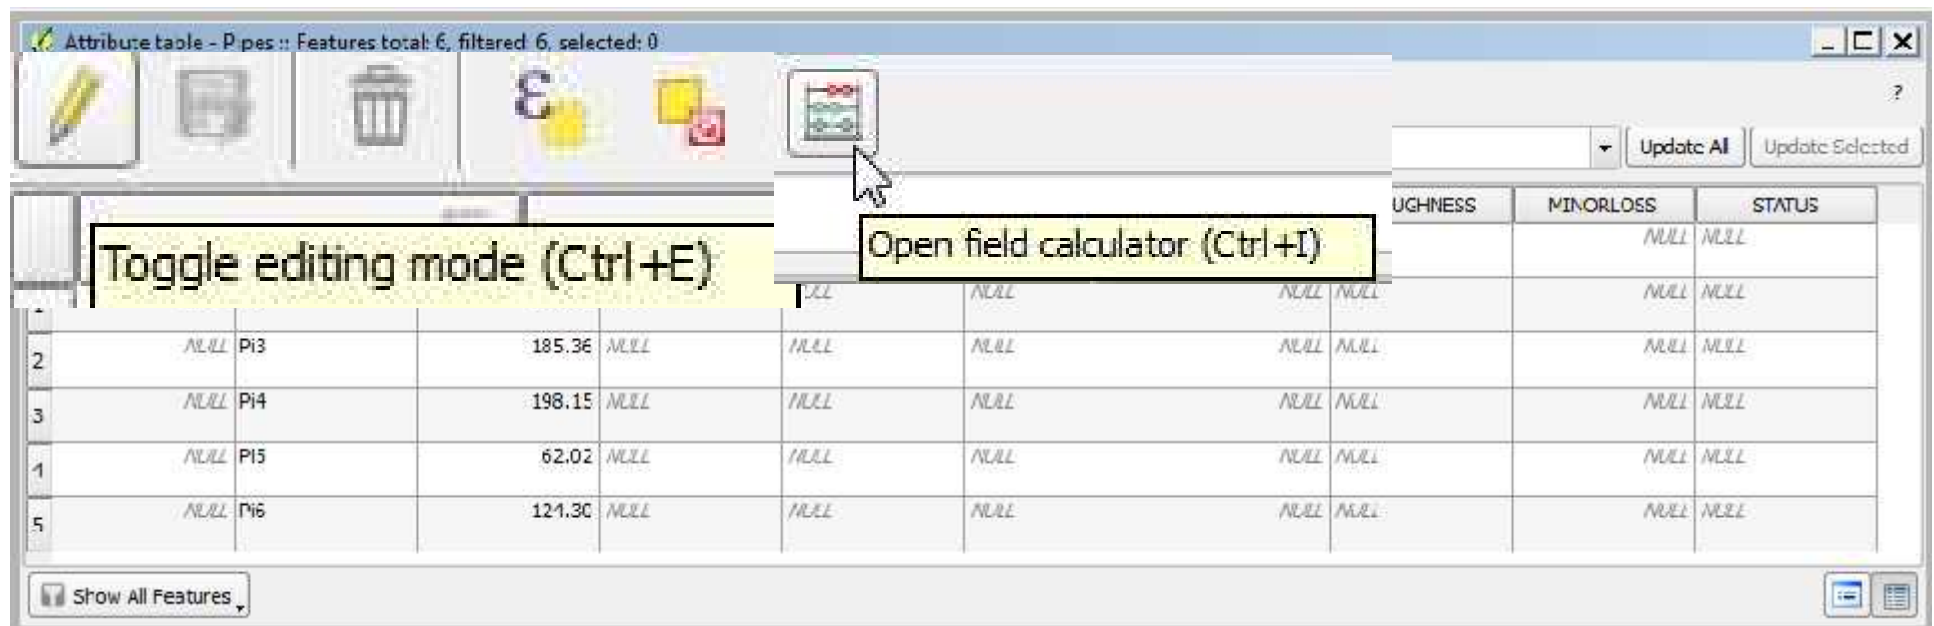 Attribute table - Pipes :: Features total: 6, filtered: 6, selected: 0
ε
?
Update All Update Selected
UGHNESS MINORLOSS STATUS
Toggle editing mode (Ctrl+E)
Open field calculator (Ctrl+I)
NULL NULL
1 NULL NULL NULL NULL NULL NULL
2 NULL Pi3 185.36 NULL NULL NULL NULL NULL NULL NULL
3 NULL Pi4 198.15 NULL NULL NULL NULL NULL NULL NULL
4 NULL Pi5 62.02 NULL NULL NULL NULL NULL NULL NULL
5 NULL Pi6 124.30 NULL NULL NULL NULL NULL NULL NULL
Show All Features